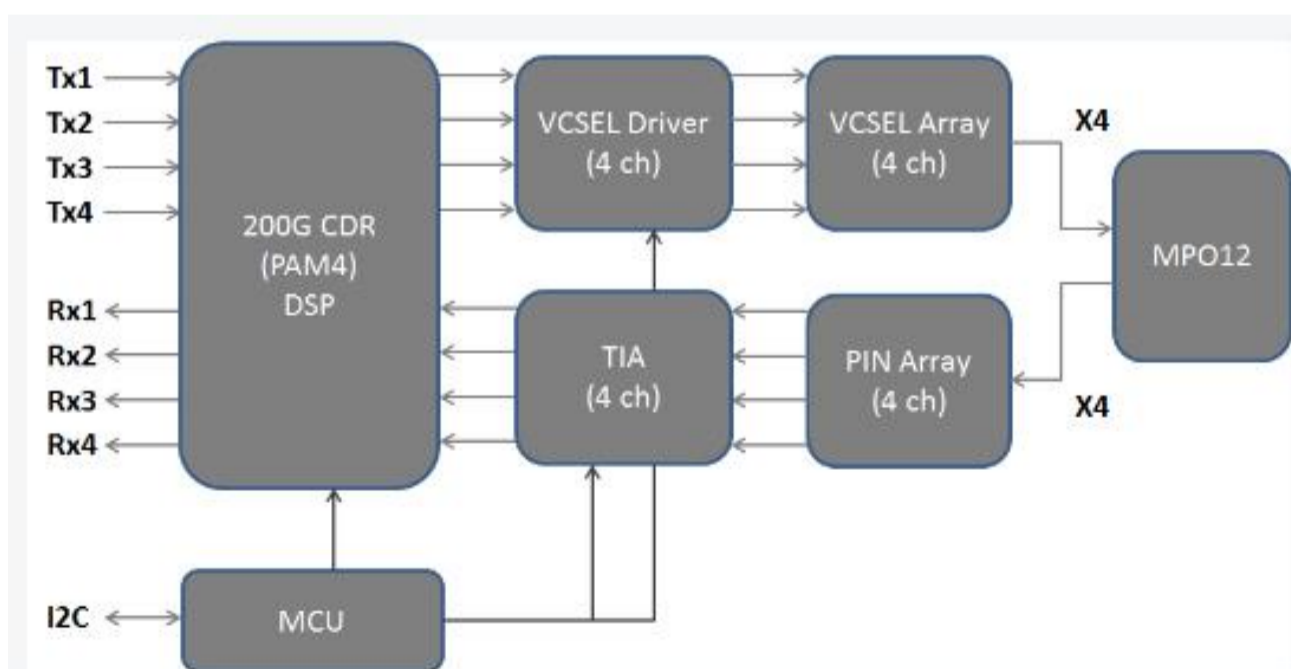 Tx1
Tx2
Tx3
Tx4
Rx1
Rx2
Rx3
Rx4
I2C
200G CDR
(PAM4)
DSP
MCU
VCSEL Driver
(4 ch)
TIA
(4 ch)
VCSEL Array
(4 ch)
PIN Array
(4 ch)
X4
X4
MPO12